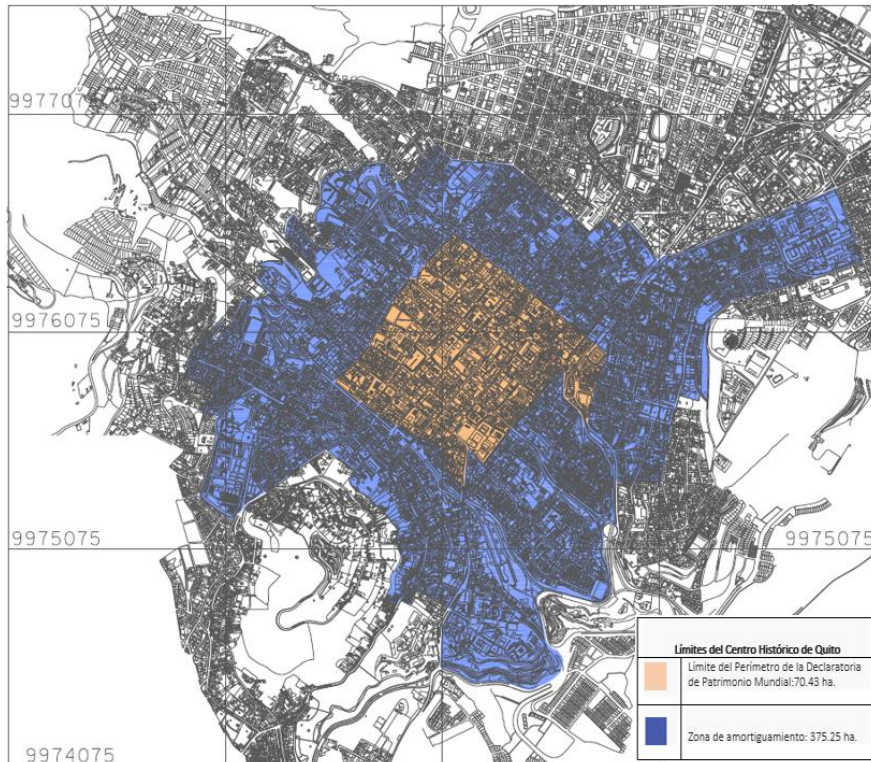 997707
9976075
9975075
9975075
9974075
Límites del Centro Histórico de Quito
Límite del Perímetro de la Declaratoria
de Patrimonio Mundial:70.43 ha.
Zona de amortiguamiento: 375.25 ha.